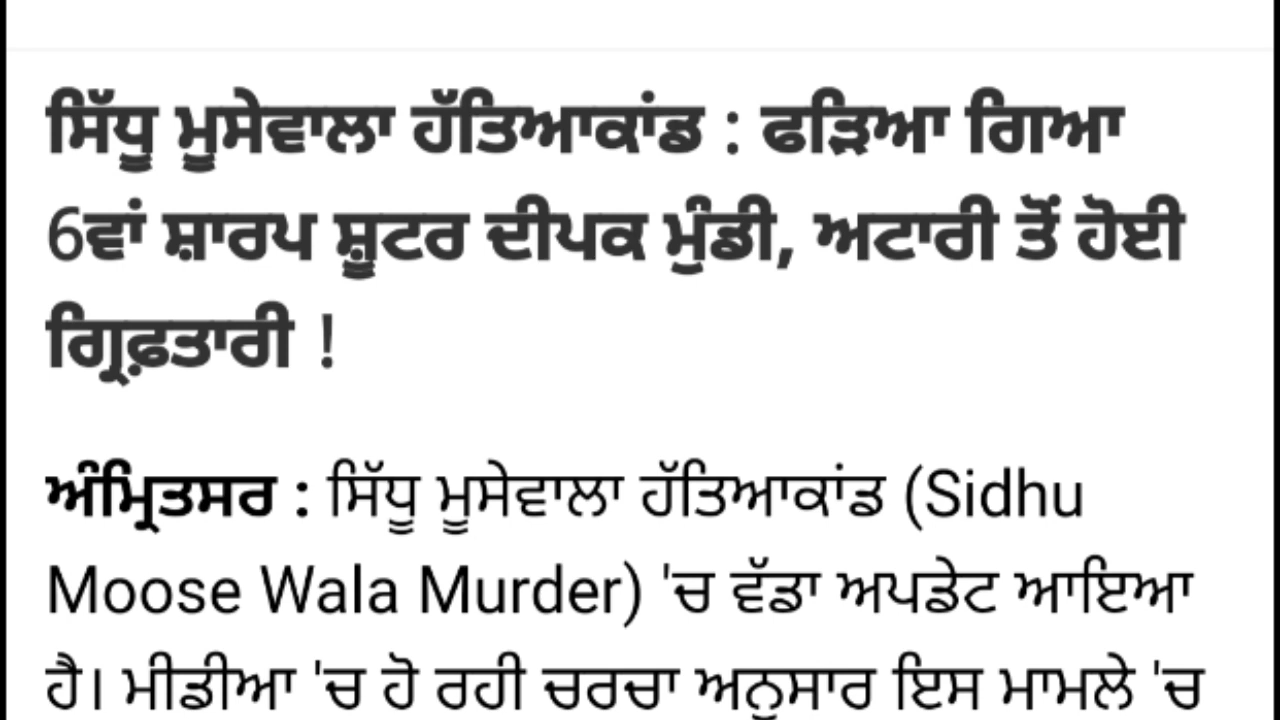 ਸਿੱਧੂ ਮੂਸੇਵਾਲਾ ਹੱਤਿਆਕਾਂਡ : ਫੜਿਆ ਗਿਆ
6ਵਾਂ ਸ਼ਾਰਪ ਸ਼ੂਟਰ ਦੀਪਕ ਮੁੰਡੀ, ਅਟਾਰੀ ਤੋਂ ਹੋਈ
ਗ੍ਰਿਫ਼ਤਾਰੀ !
ਅੰਮ੍ਰਿਤਸਰ : ਸਿੱਧੂ ਮੂਸੇਵਾਲਾ ਹੱਤਿਆਕਾਂਡ (Sidhu
Moose Wala Murder) 'ਚ ਵੱਡਾ ਅਪਡੇਟ ਆਇਆ
ਹੈ। ਮੀਡੀਆ 'ਚ ਹੋ ਰਹੀ ਚਰਚਾ ਅਨੁਸਾਰ ਇਸ ਮਾਮਲੇ 'ਚ